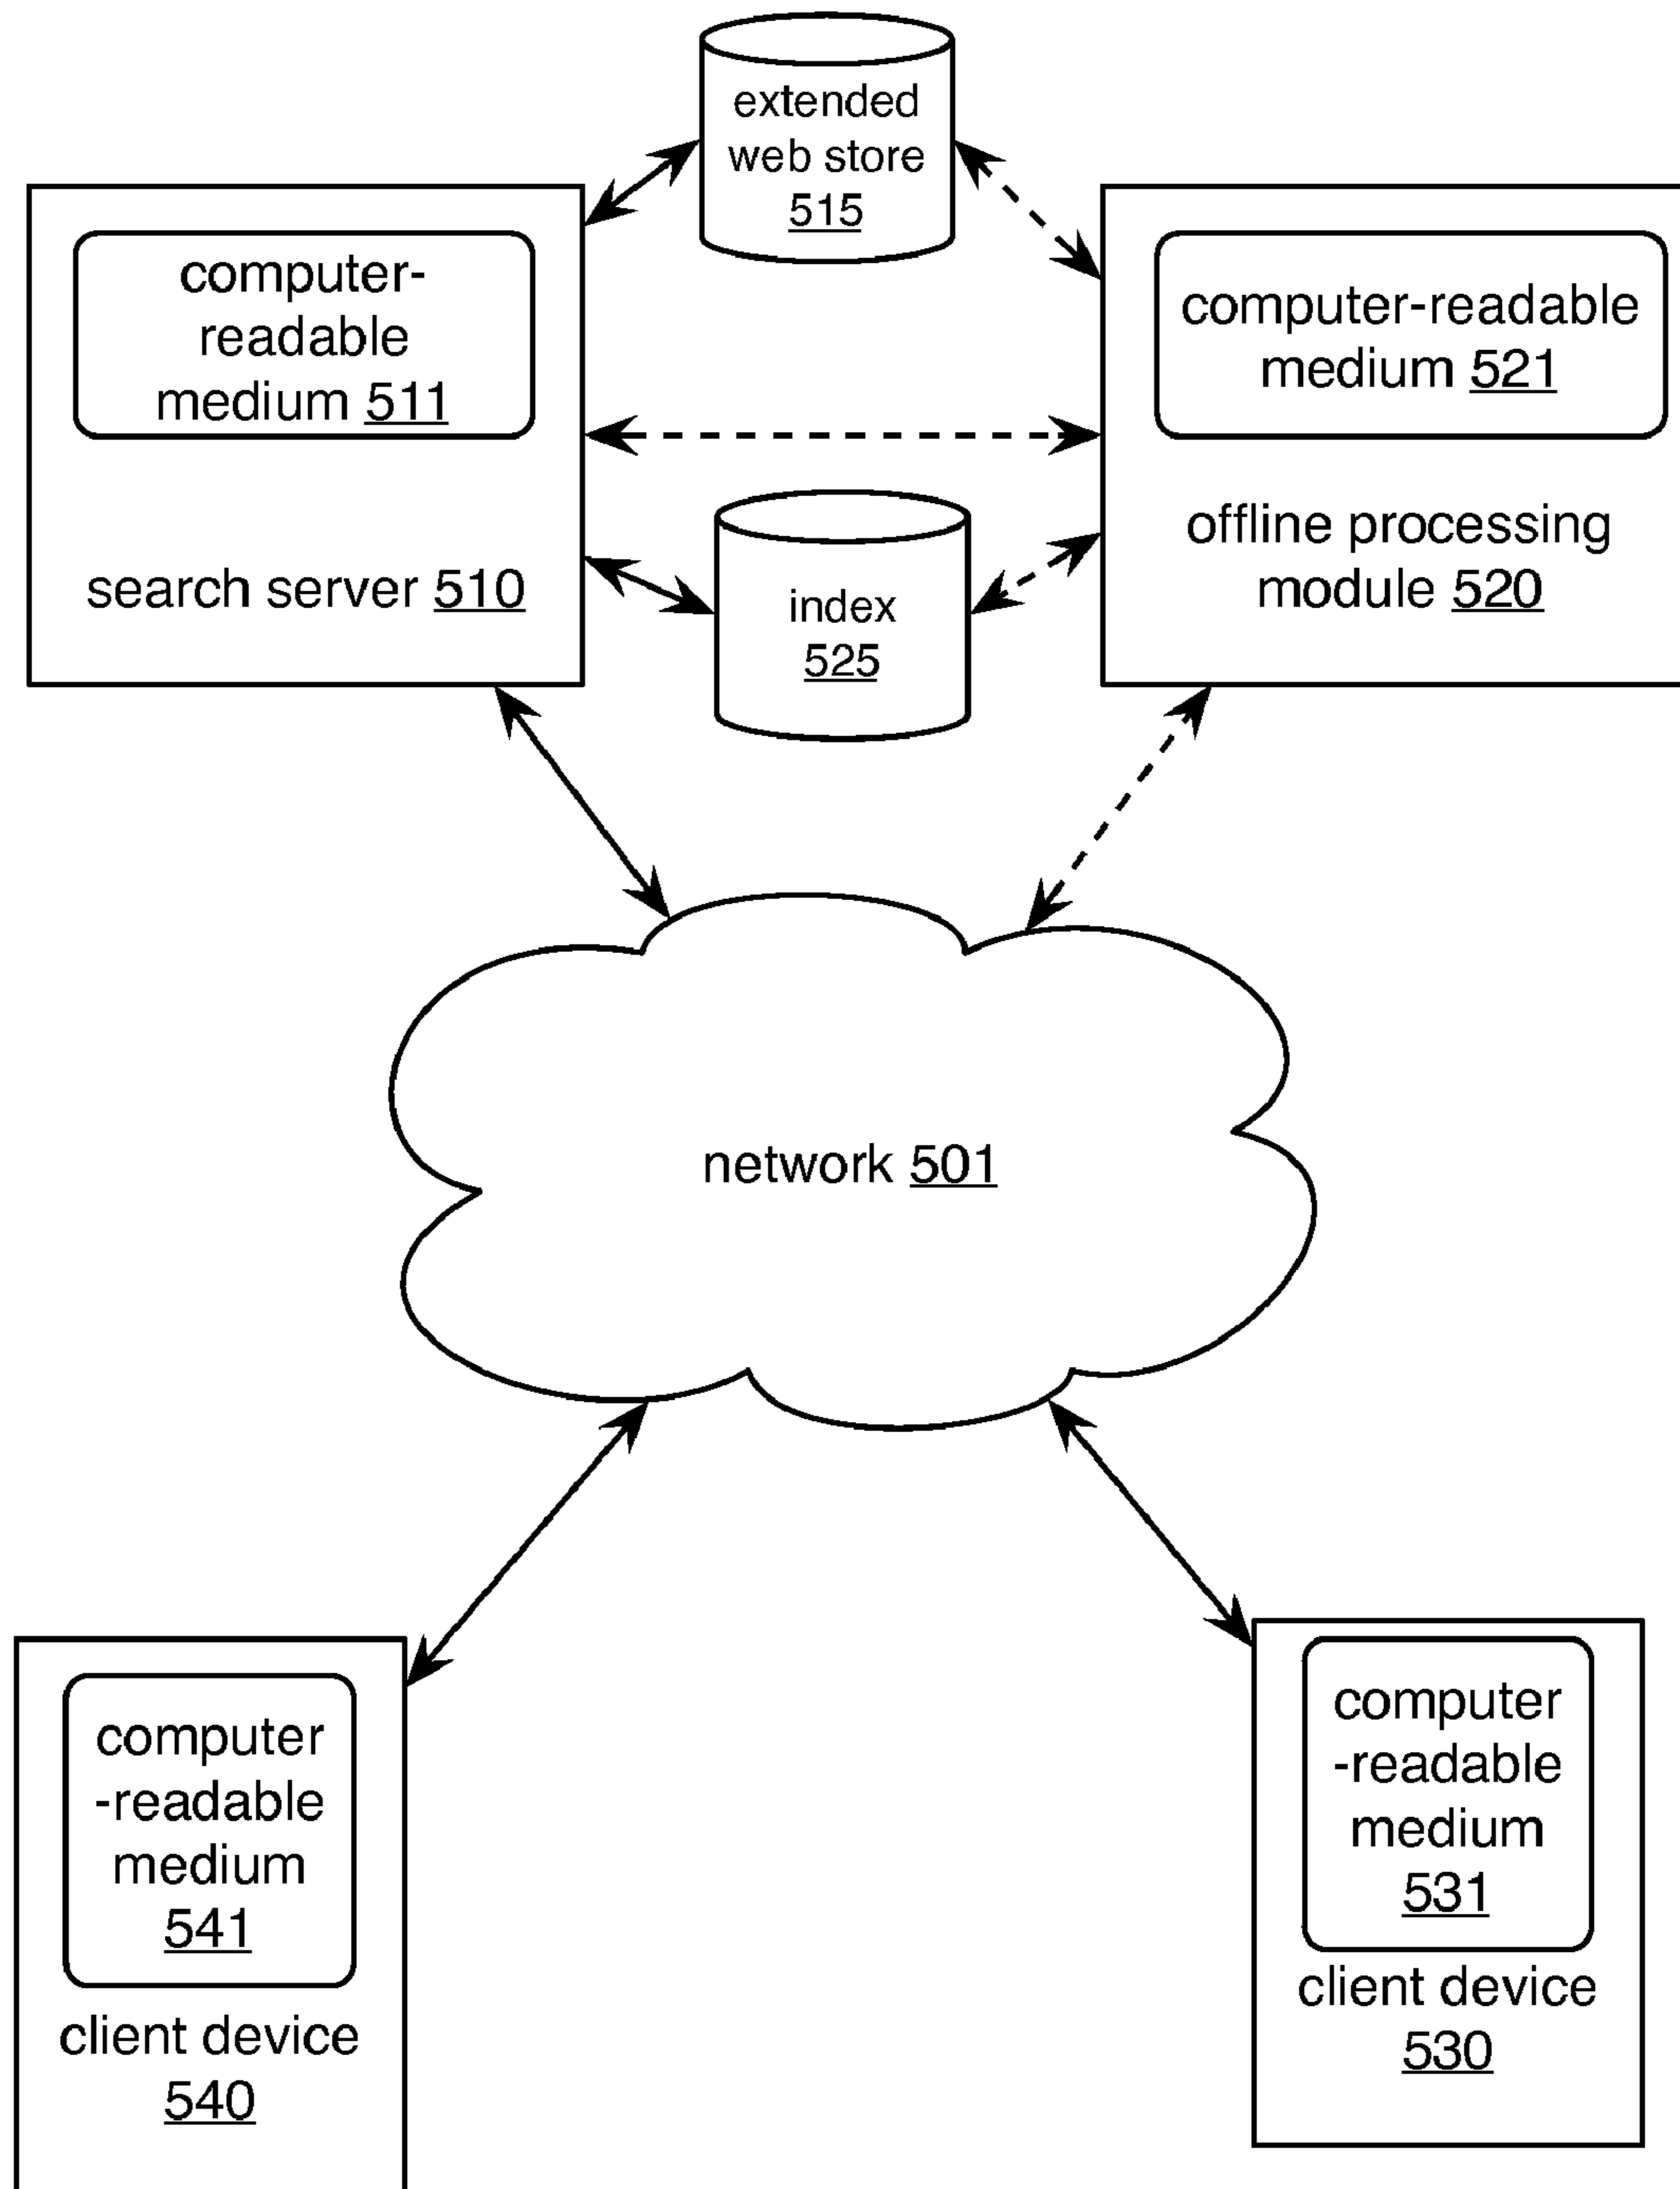 extended
web store
515
computer-
readable
medium 511
search server 510
computer-readable
medium 521
offline processing
module 520
index
525
network 501
computer
-readable
medium
541
client device
540
computer
-readable
medium
531
client device
530